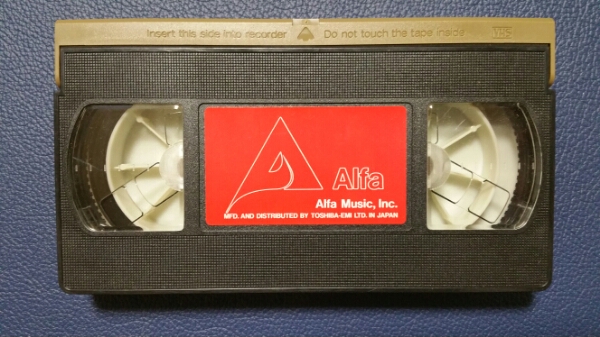 Insert this side into recorder Do not touch the tape inside VHS
Alfa
Alfa Music, Inc.
MFD. AND DISTRIBUTED BY TOSHIBA-EMI LTD. IN JAPAN